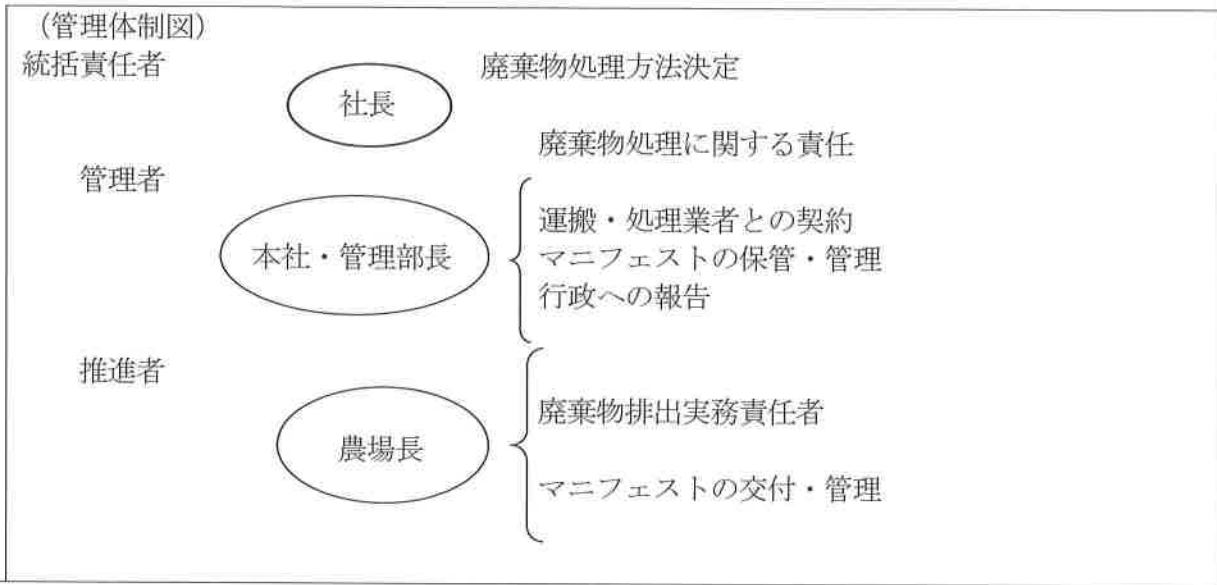 （管理体制図）
統括責任者
廃棄物処理方法決定
社長
廃棄物処理に関する責任
管理者
運搬・処理業者との契約
本社・管理部長
マニフェストの保管・管理
行政への報告
推進者
廃棄物排出実務責任者
農場長
マニフェストの交付・管理